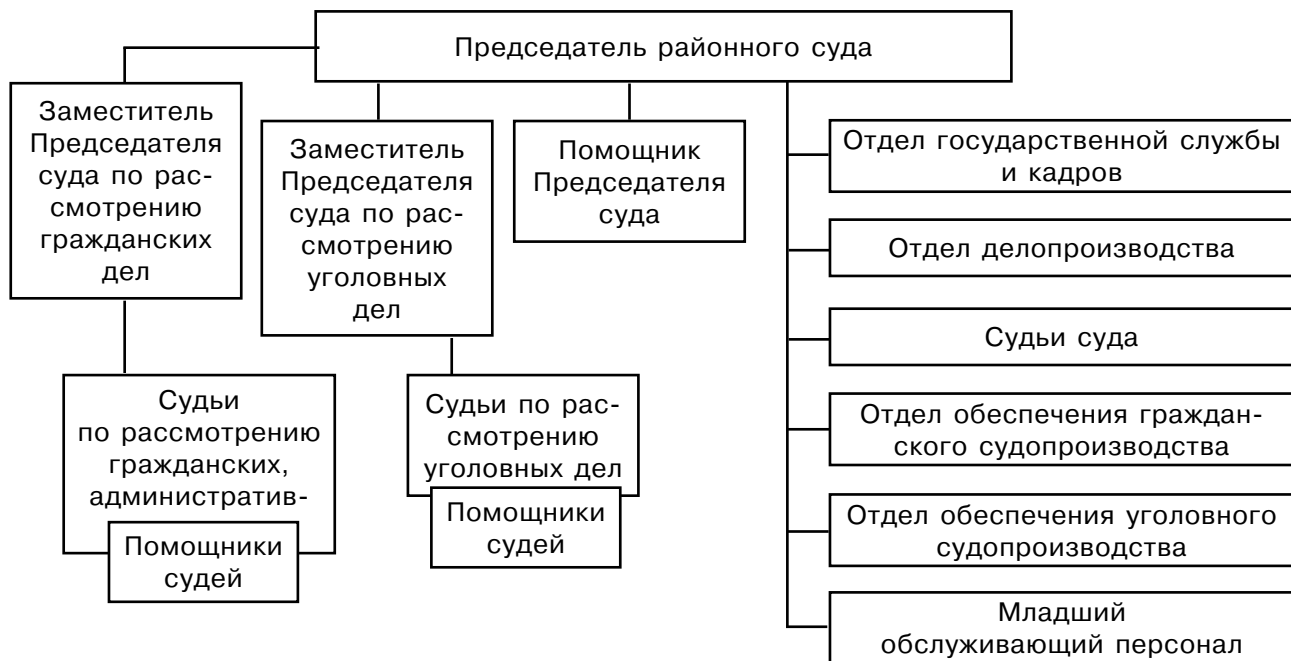 Председатель районного суда
Заместитель
Председателя
суда по рас-
смотрению
гражданских
дел
Заместитель
Председателя
суда по рас-
смотрению
уголовных
дел
Помощник
Председателя
суда
Отдел государственной службы
и кадров
Отдел делопроизводства
Судьи суда
Отдел обеспечения граждан-
ского судопроизводства
Отдел обеспечения уголовного
судопроизводства
Младший
обслуживающий персонал
Судьи
по рассмотрению
гражданских,
административ-
Помощники
судей
Судьи по рас-
смотрению
уголовных дел
Помощники
судей